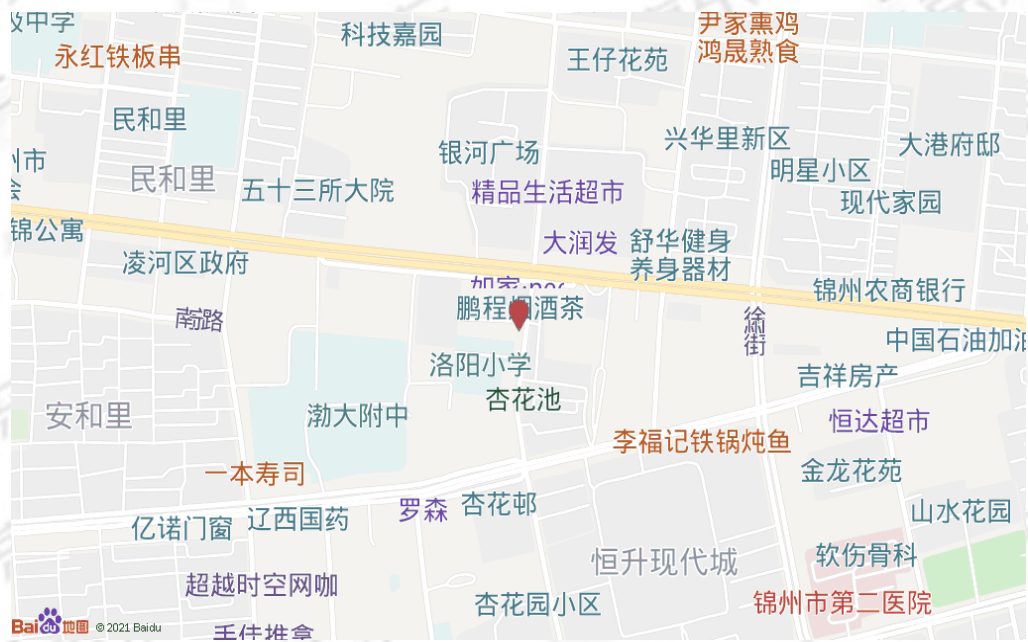 级中学
科技嘉园
尹家熏鸡
鸿晟熟食
永红铁板串
王仔花苑
民和里
兴华里新区
大港府邸
银河广场
州市
明星小区
民和里
五十三所大院
精品生活超市
现代家园
锦公寓
大润发
舒华健身
养身器材
凌河区政府
锦州农商银行
鹏程烟酒茶
中国石油加油
洛阳小学
吉祥房产
杏花池
安和里
渤大附中
恒达超市
李福记铁锅炖鱼
一本寿司
金龙花苑
罗森
杏花邨
山水花园
亿诺门窗
辽西国药
恒升现代城
软伤骨科
超越时空网咖
杏花园小区
锦州市第二医院
Bai du 地图 © 2021 Baidu
手佳推拿